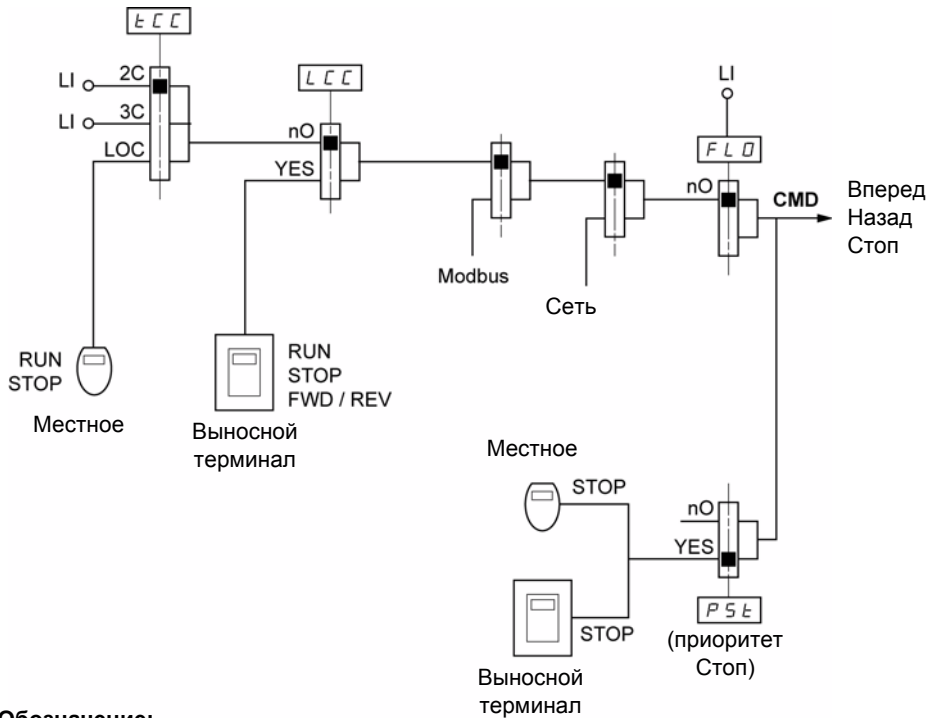 tCC
LI
2C
LI
3C
LOC
LCC
nO
YES
LI
FLO
nO
CMD
Вперед
Назад
Стоп
Modbus
Сеть
RUN
STOP
Местное
RUN
STOP
FWD / REV
Выносной
терминал
Местное
STOP
nO
YES
STOP
PSt
(приоритет
Стоп)
Выносной
терминал
Обозначение: